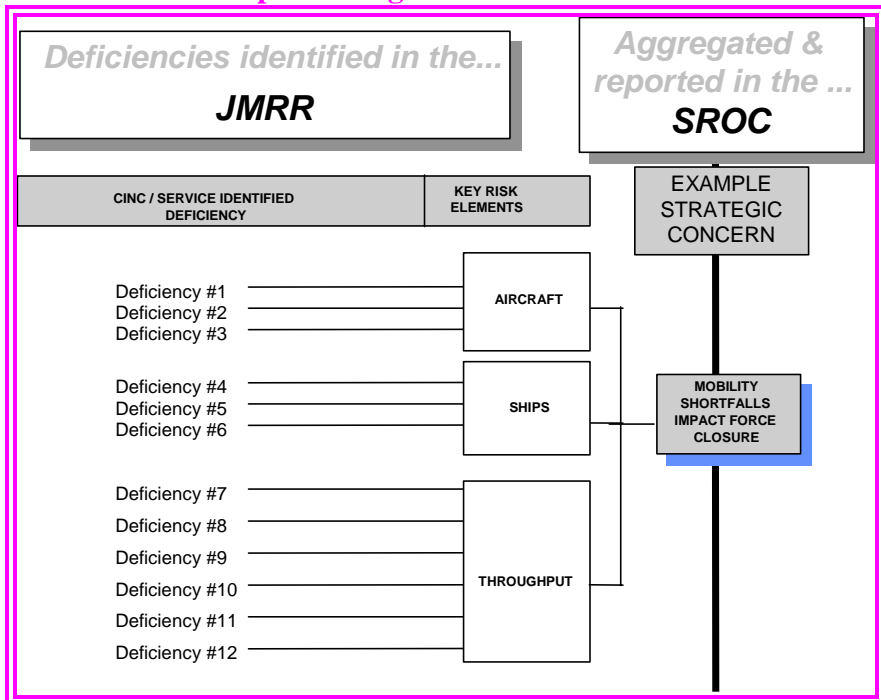 Deficiencies identified in the...
JMRR
Aggregated &
reported in the ...
SROC
CINC / SERVICE IDENTIFIED
DEFICIENCY
KEY RISK
ELEMENTS
EXAMPLE
STRATEGIC
CONCERN
Deficiency #1
Deficiency #2
Deficiency #3
AIRCRAFT
Deficiency #4
Deficiency #5
Deficiency #6
SHIPS
MOBILITY
SHORTFALLS
IMPACT FORCE
CLOSURE
Deficiency #7
Deficiency #8
Deficiency #9
Deficiency #10
Deficiency #11
Deficiency #12
THROUGHPUT